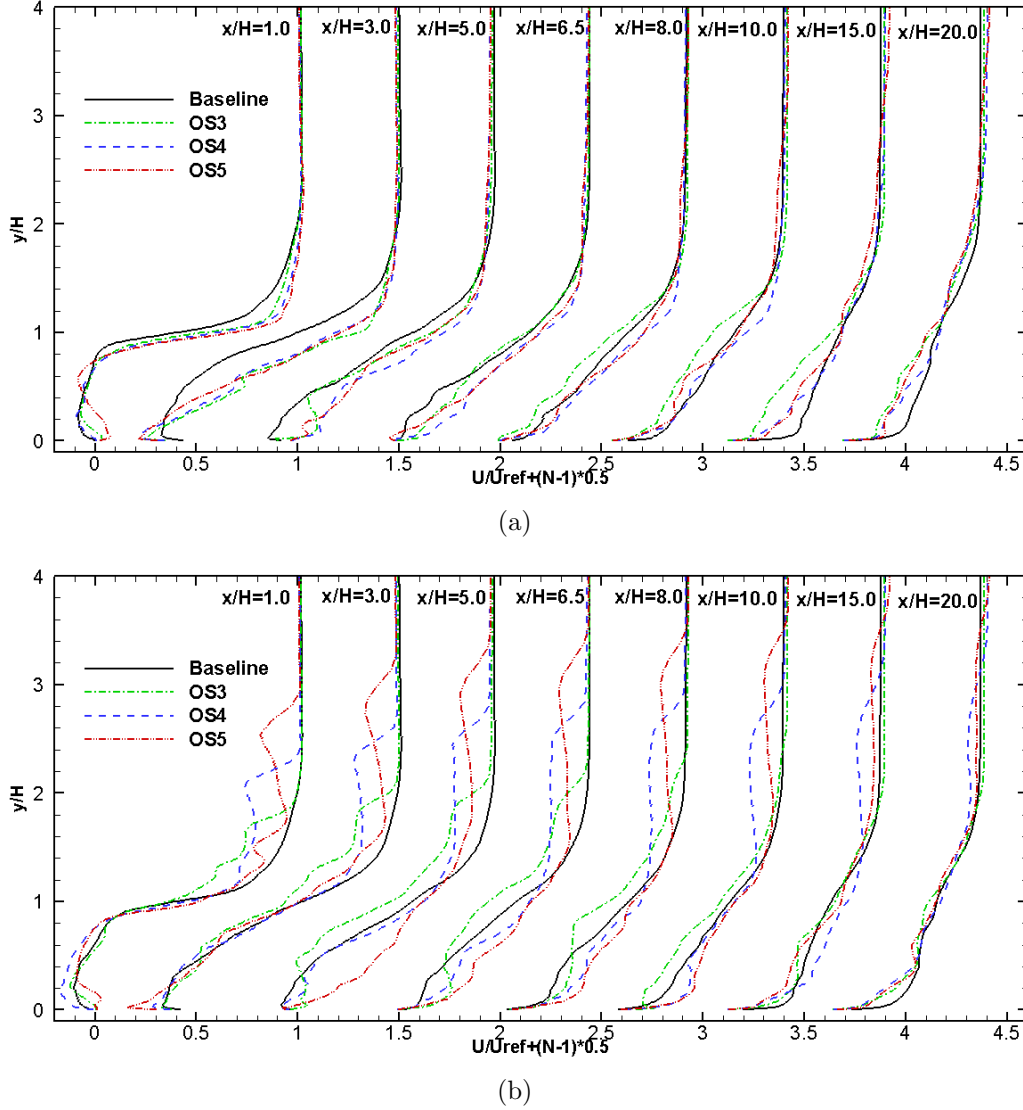 4
x/H=1.0 x/H=3.0 x/H=5.0 x/H=6.5 x/H=8.0 x/H=10.0 x/H=15.0 x/H=20.0
Baseline
OS3
OS4
OS5
3
2
y/H
1
0
0 0.5 1 1.5 2 2.5 3 3.5 4 4.5
U/Uref+(N-1)*0.5
(a)
4
x/H=1.0 x/H=3.0 x/H=5.0 x/H=6.5 x/H=8.0 x/H=10.0 x/H=15.0 x/H=20.0
Baseline
OS3
OS4
OS5
3
2
y/H
1
0
0 0.5 1 1.5 2 2.5 3 3.5 4 4.5
U/Uref+(N-1)*0.5
(b)